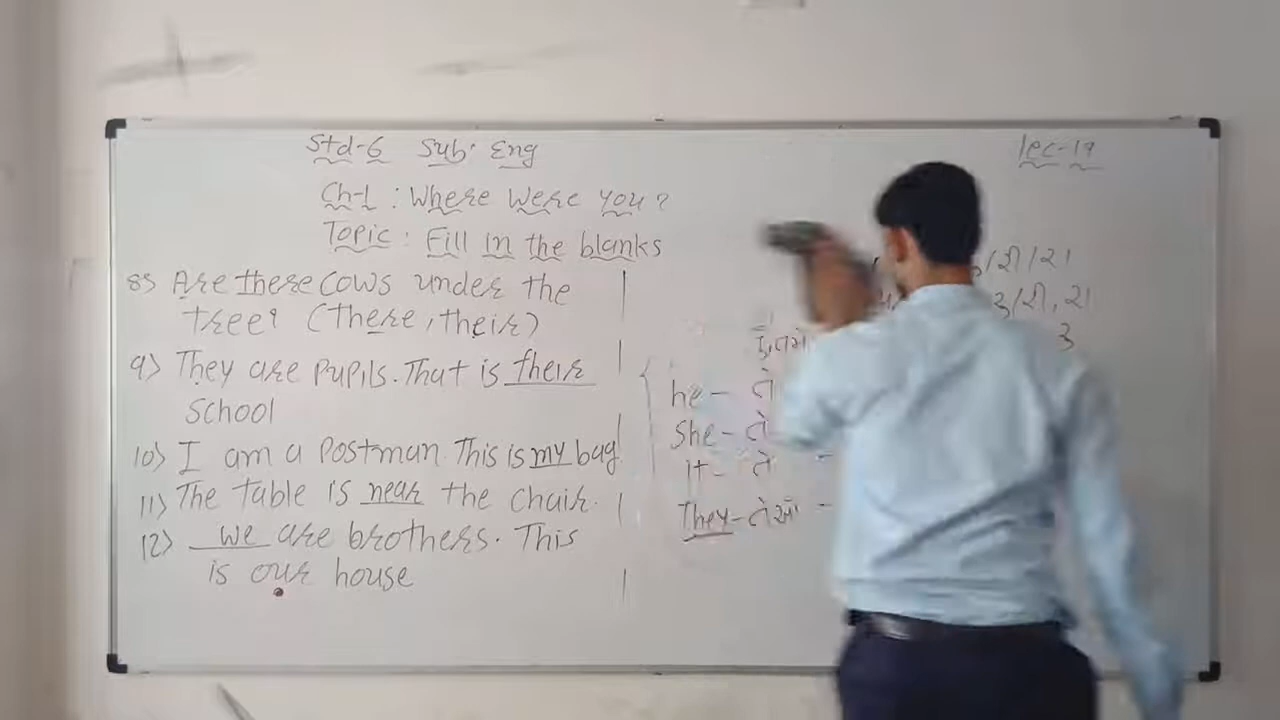 Std-6 Sub: Eng
lec-19
Ch-1 : Where Were you?
Topic : Fill in the blanks
8) Are there cows under the
tree? (there, their)
9) They are pupils. That is their
School
10) I am a postman. This is my bag
11) The table is near the chair.
12) we are brothers. This
is our house
he - તે
She - તે
It - તે
They - તેઓ -